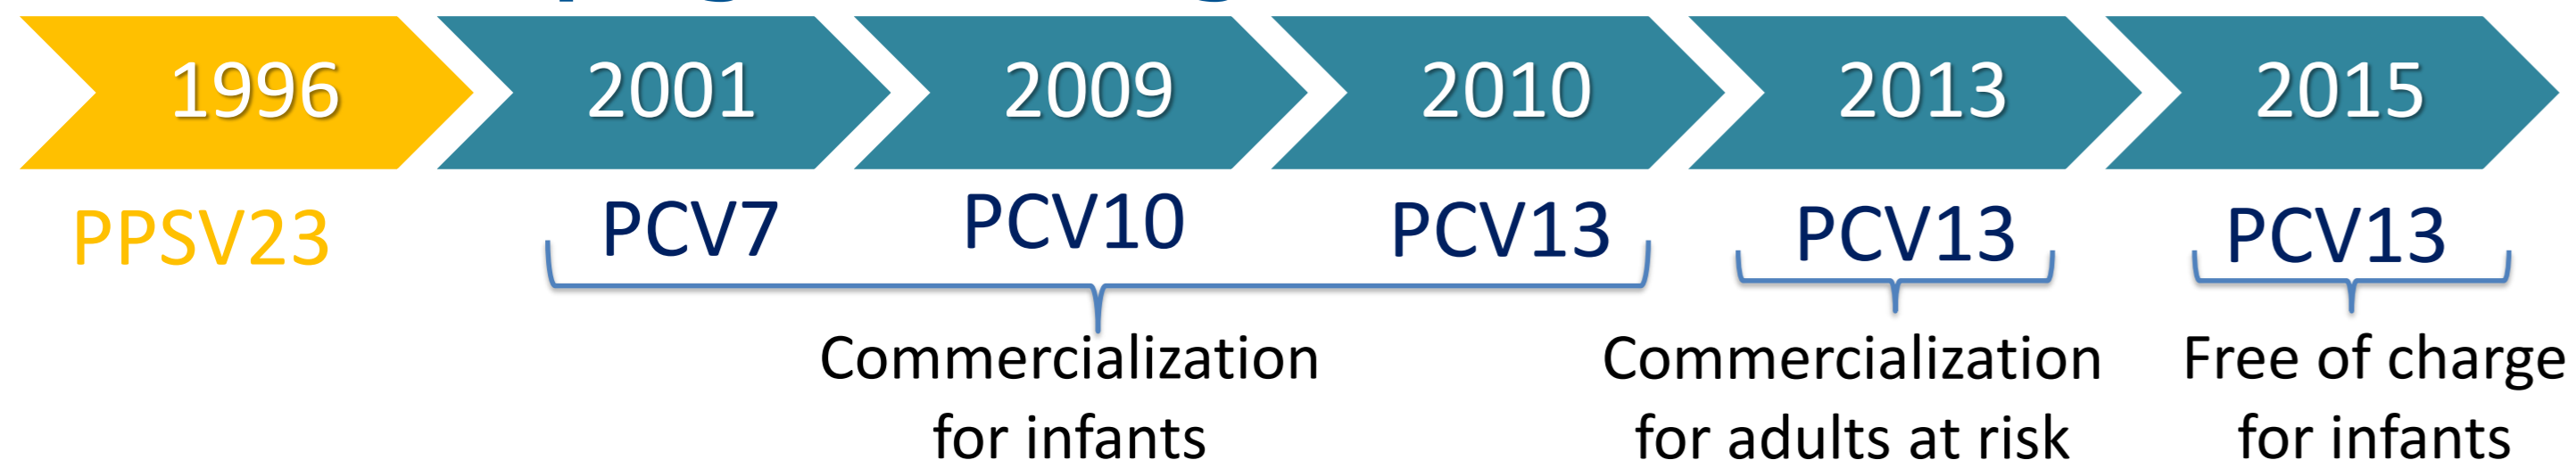 1996 2001 2009 2010 2013 2015
PPSV23 PCV7 PCV10 PCV13 PCV13 PCV13
Commercialization
for infants
Commercialization
for adults at risk
Free of charge
for infants